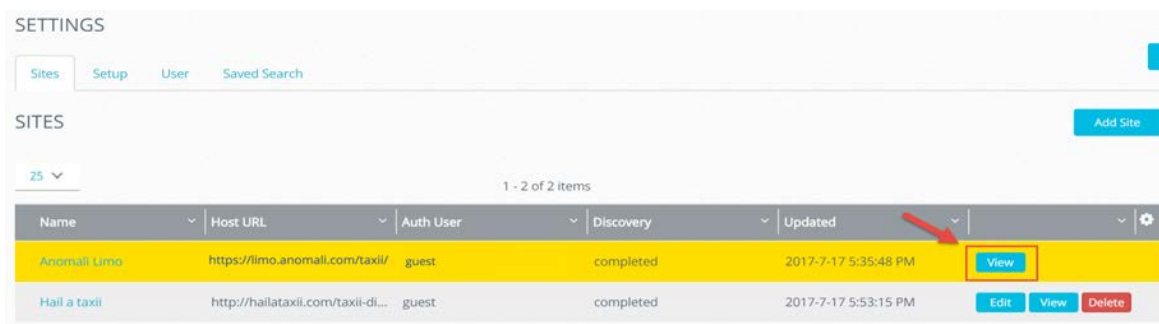 SETTINGS
Sites Setup User Saved Search
SITES
Add Site
25
1 - 2 of 2 items
Name Host URL Auth User Discovery Updated
Anomali Limo https://limo.anomali.com/taxii/ guest completed 2017-7-17 5:35:48 PM View
Hail a taxii http://hailataxii.com/taxii-di... guest completed 2017-7-17 5:53:15 PM Edit View Delete